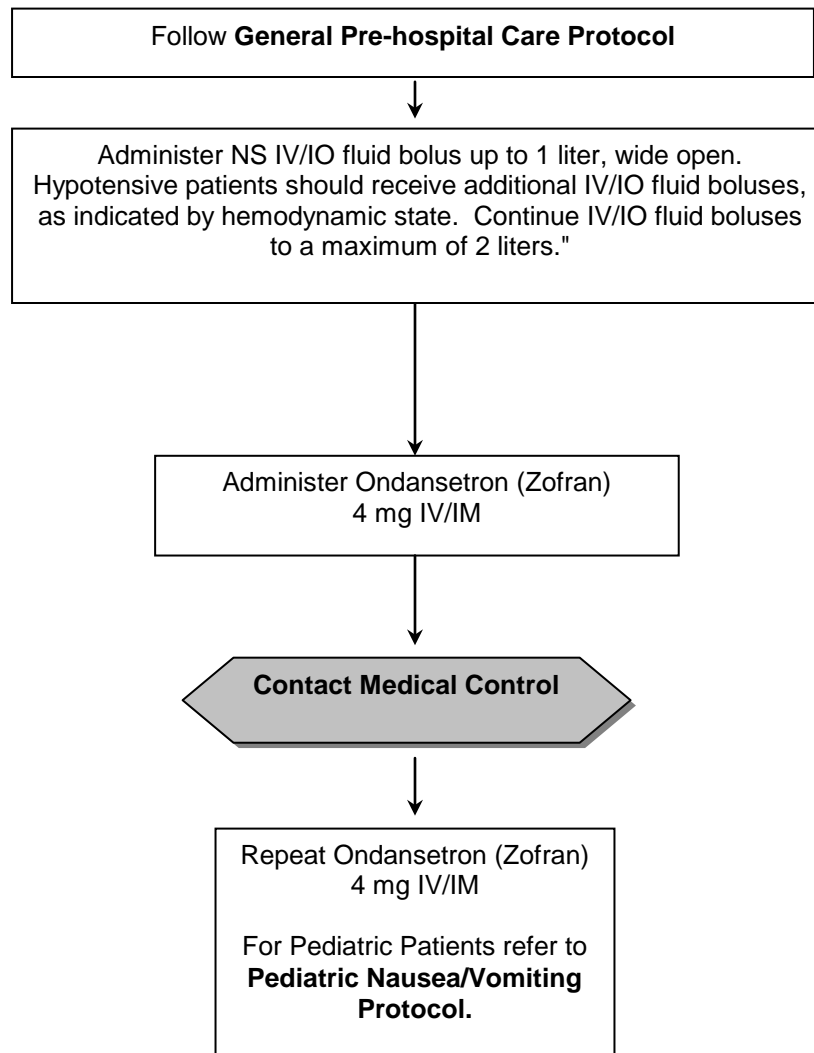 Follow General Pre-hospital Care Protocol
Administer NS IV/IO fluid bolus up to 1 liter, wide open.
Hypotensive patients should receive additional IV/IO fluid boluses,
as indicated by hemodynamic state.  Continue IV/IO fluid boluses
to a maximum of 2 liters."
Administer Ondansetron (Zofran)
4 mg IV/IM
Contact Medical Control
Repeat Ondansetron (Zofran)
4 mg IV/IM
For Pediatric Patients refer to
Pediatric Nausea/Vomiting
Protocol.